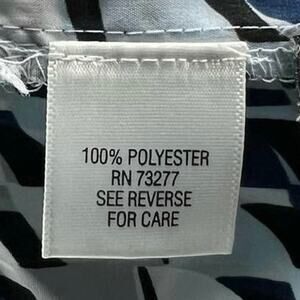 100% POLYESTER
RN 73277
SEE REVERSE
FOR CARE